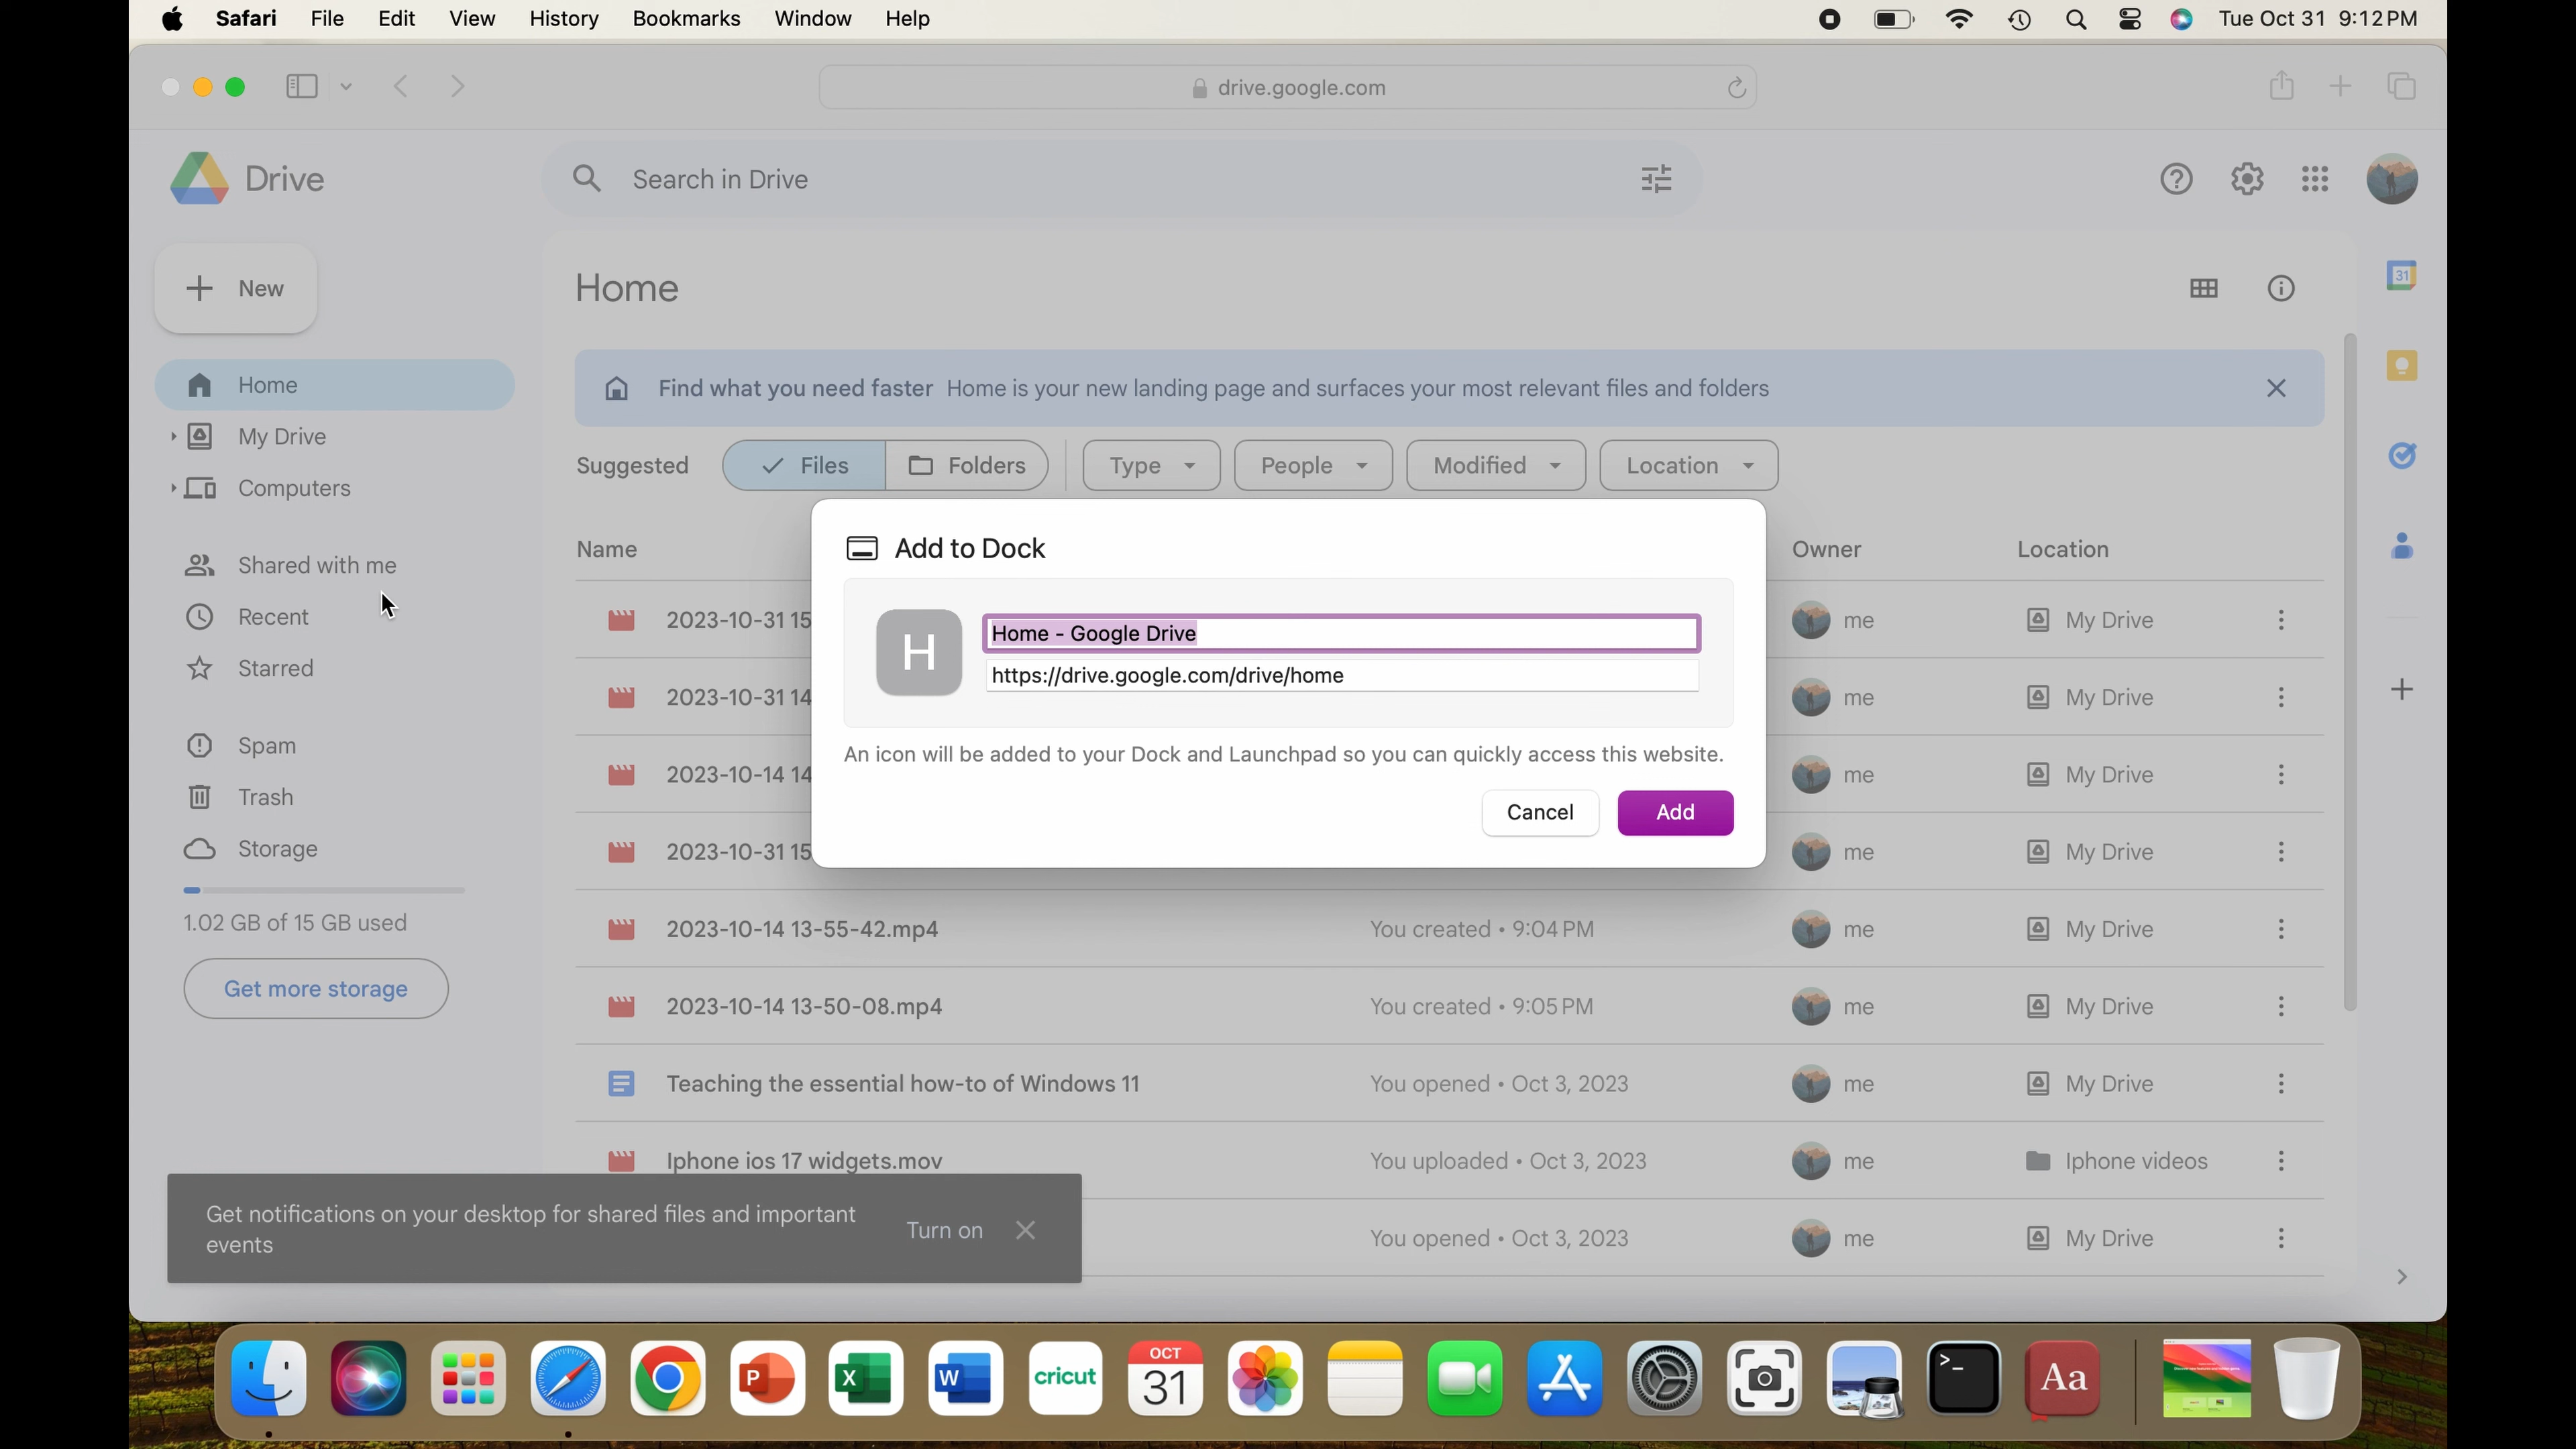 Safari File Edit View History Bookmarks Window Help Tue Oct 31 9:12 PM
drive.google.com
Drive
Search in Drive
New
Home
My Drive
Computers
Shared with me
Recent
Starred
Spam
Trash
Storage
1.02 GB of 15 GB used
Get more storage
Home
31
Find what you need faster Home is your new landing page and surfaces your most relevant files and folders
Suggested Files Folders Type People Modified Location
Name Owner Location
2023-10-31 15 me My Drive
2023-10-31 14 me My Drive
2023-10-14 14 me My Drive
2023-10-31 15 me My Drive
2023-10-14 13-55-42.mp4 You created • 9:04 PM me My Drive
2023-10-14 13-50-08.mp4 You created • 9:05 PM me My Drive
Teaching the essential how-to of Windows 11 You opened • Oct 3, 2023 me My Drive
Iphone ios 17 widgets.mov You uploaded • Oct 3, 2023 me Iphone videos
You opened • Oct 3, 2023 me My Drive
Add to Dock
H
Home - Google Drive
https://drive.google.com/drive/home
An icon will be added to your Dock and Launchpad so you can quickly access this website.
Cancel Add
Get notifications on your desktop for shared files and important
events
Turn on
P X W cricut OCT
31
>_
Aa